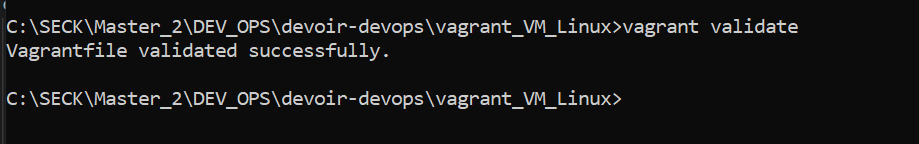 C:\SECK\Master_2\DEV_OPS\devoir-devops\vagrant_VM_Linux>vagrant validate
Vagrantfile validated successfully.
C:\SECK\Master_2\DEV_OPS\devoir-devops\vagrant_VM_Linux>